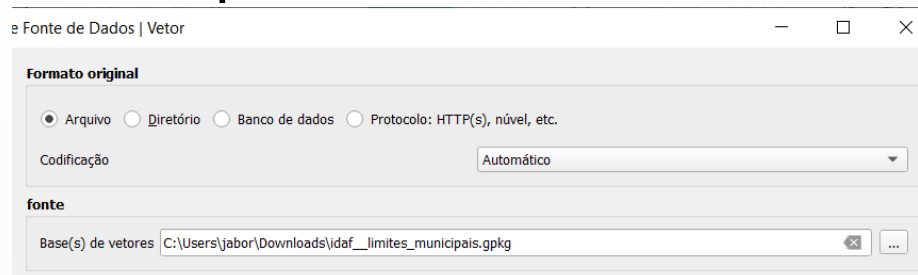 e Fonte de Dados | Vetor
Formato original
Arquivo Diretório Banco de dados Protocolo: HTTP(s), núvel, etc.
Codificação Automático
fonte
Base(s) de vetores C:\Users\jabor\Downloads\idaf__limites_municipais.gpkg ...